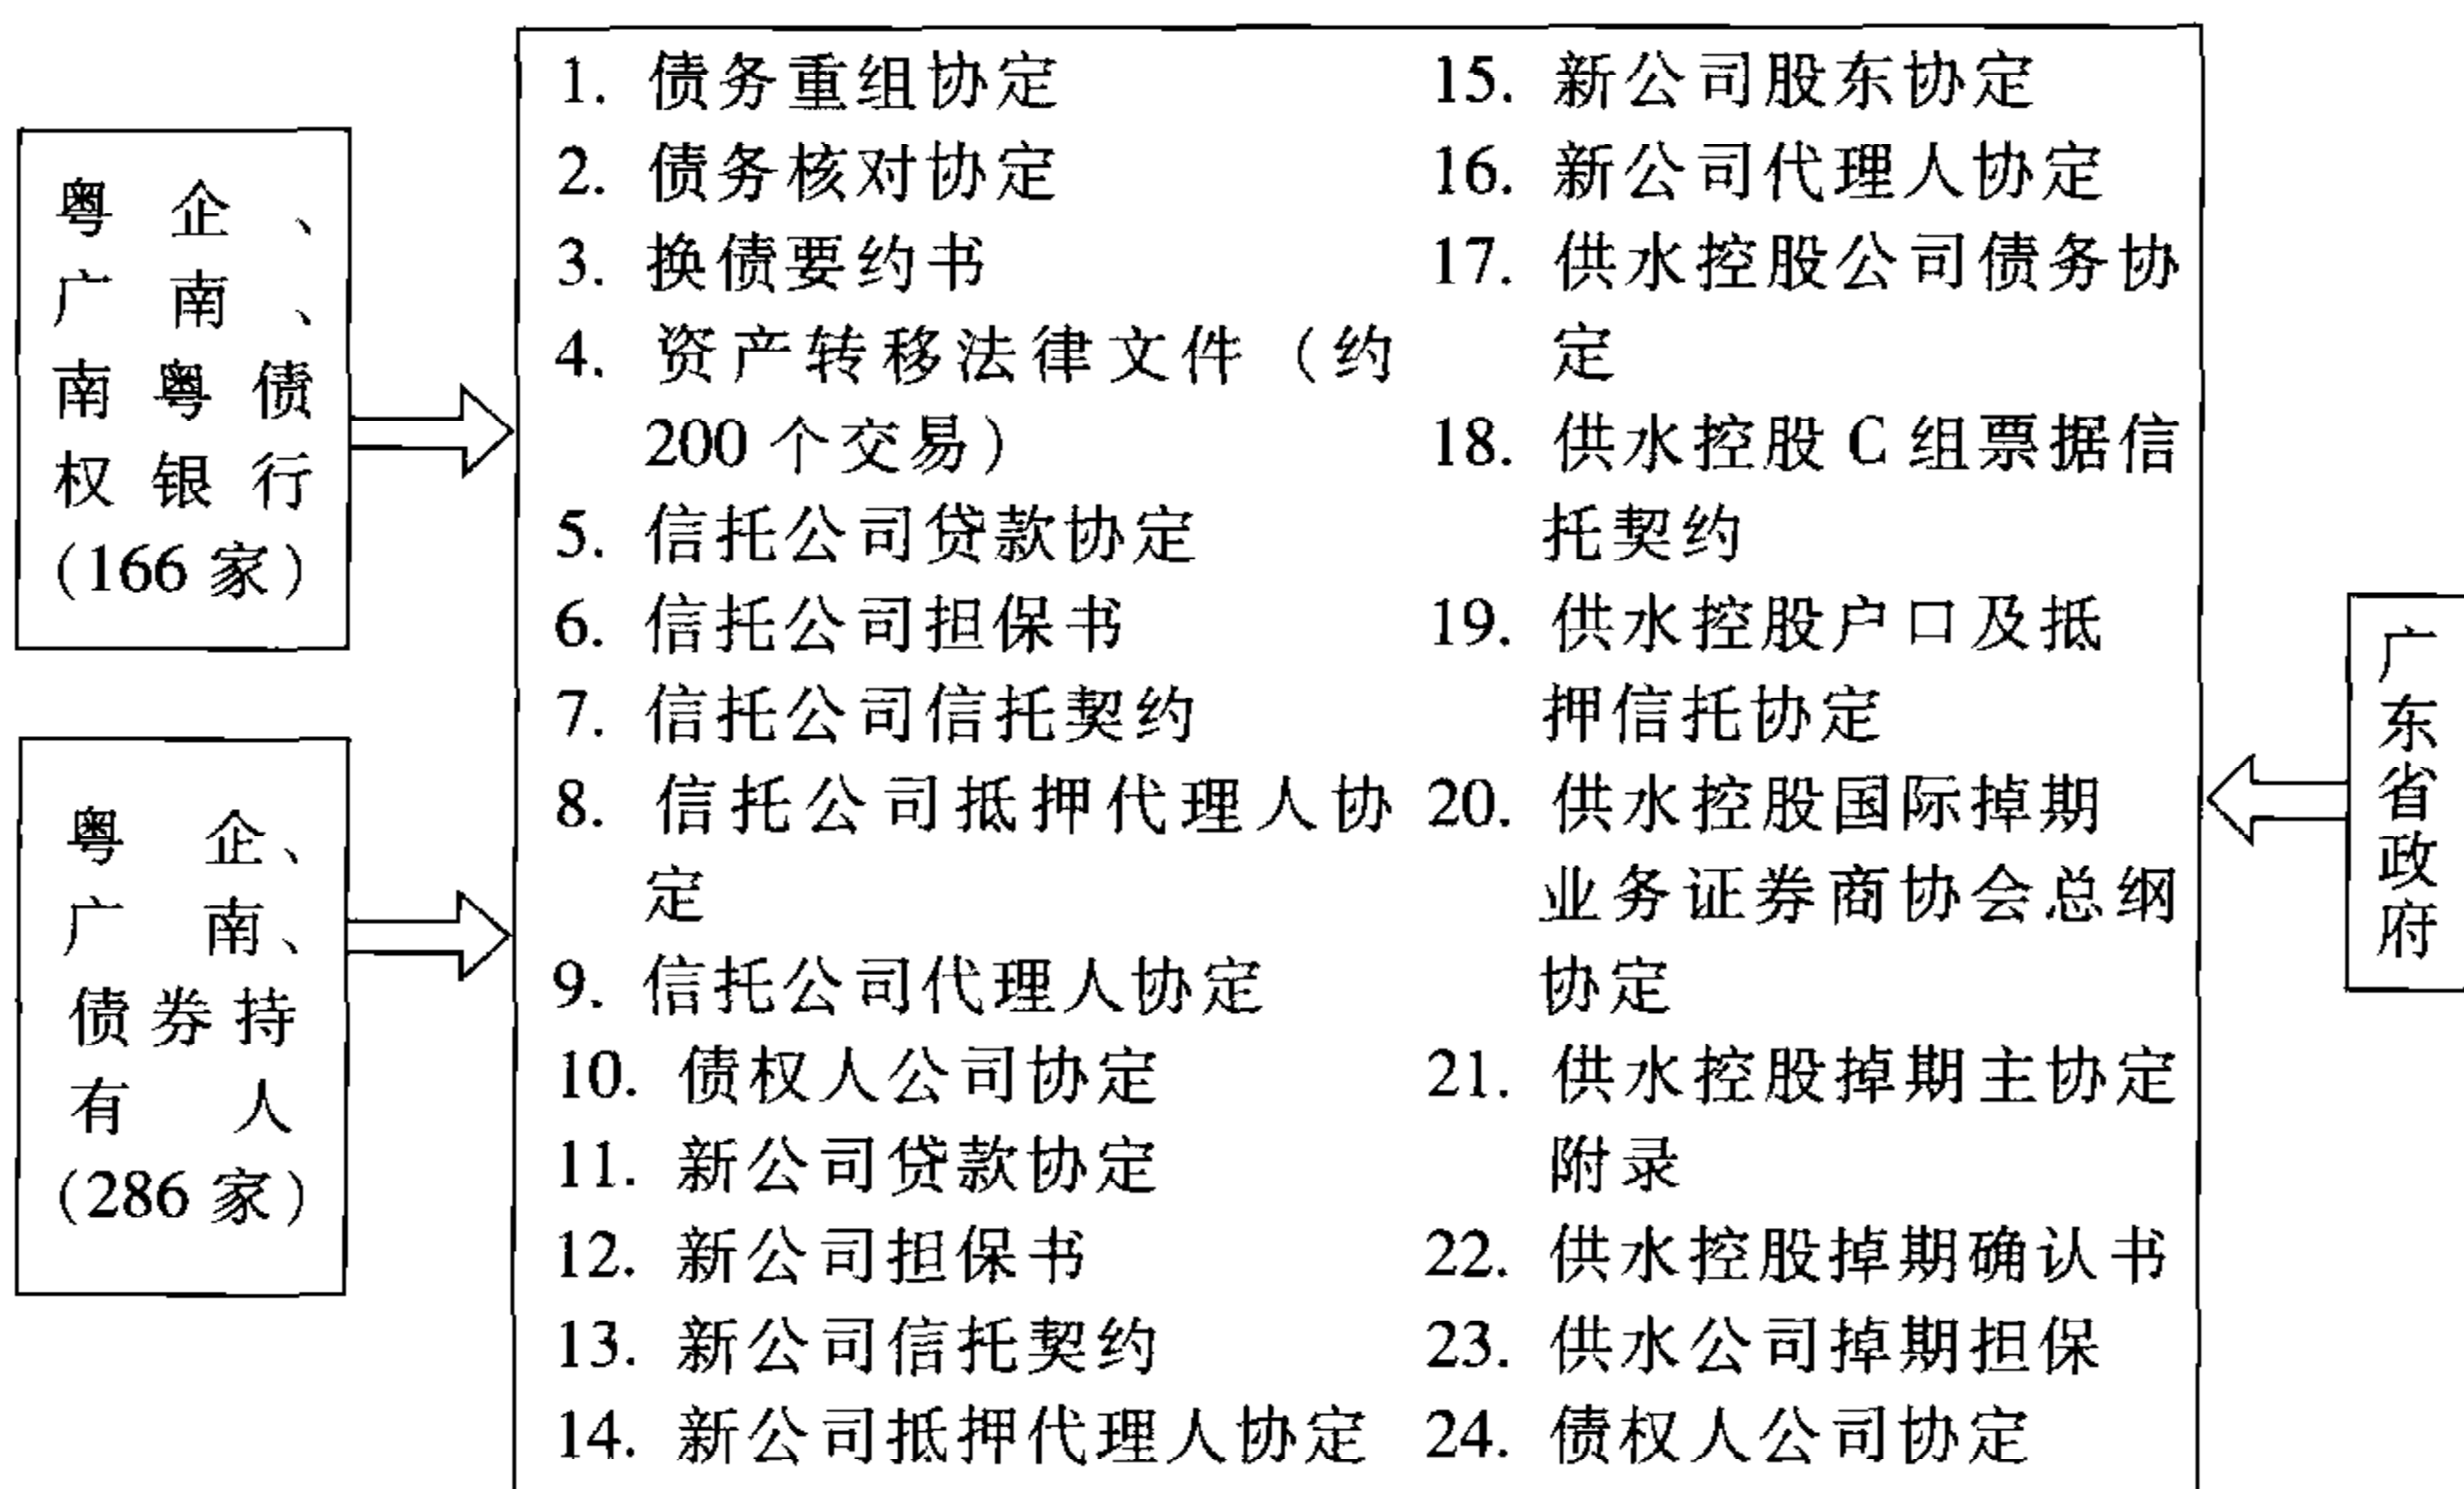 粤企、
广南、
南粤债
权银行
(166 家)
粤企、
广南、
债券持
有人
(286 家)
1. 债务重组协定
2. 债务核对协定
3. 换债要约书
4. 资产转移法律文件（约
200 个交易）
5. 信托公司贷款协定
6. 信托公司担保书
7. 信托公司信托契约
8. 信托公司抵押代理人协
定
9. 信托公司代理人协定
10. 债权人公司协定
11. 新公司贷款协定
12. 新公司担保书
13. 新公司信托契约
14. 新公司抵押代理人协定
15. 新公司股东协定
16. 新公司代理人协定
17. 供水控股公司债务协
定
18. 供水控股 C 组票据信
托契约
19. 供水控股户口及抵
押信托协定
20. 供水控股国际掉期
业务证券商协会总纲
协定
21. 供水控股掉期主协定
附录
22. 供水控股掉期确认书
23. 供水公司掉期担保
24. 债权人公司协定
广东省政府